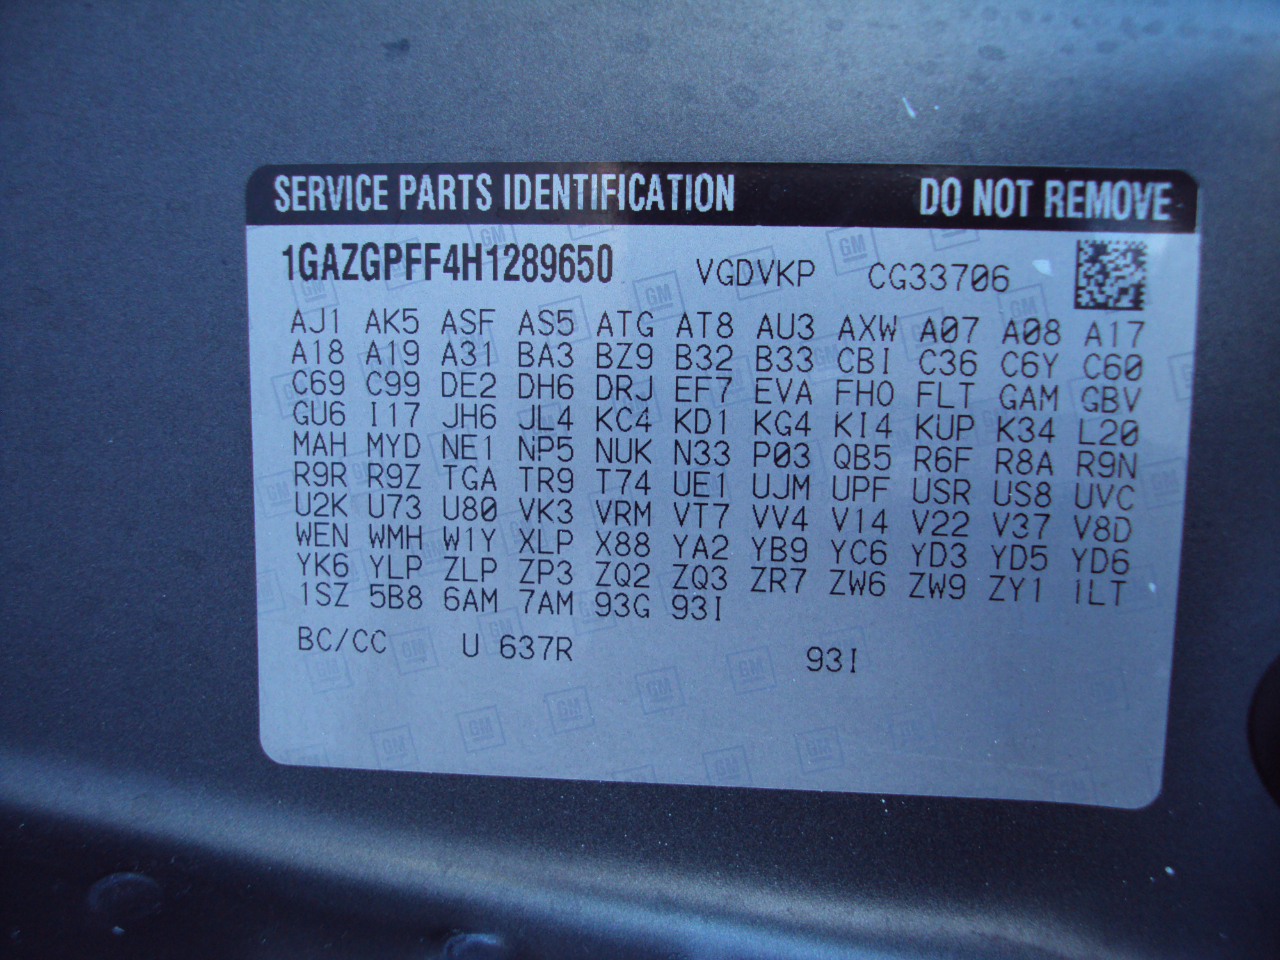 SERVICE PARTS IDENTIFICATION DO NOT REMOVE
1GAZGPFF4H1289650 VGDVKP CG33706
AJ1 AK5 ASF AS5 ATG AT8 AU3 AXW A07 A08 A17
A18 A19 A31 BA3 BZ9 B32 B33 CBI C36 C6Y C60
C69 C99 DE2 DH6 DRJ EF7 EVA FHO FLT GAM GBV
GU6 I17 JH6 JL4 KC4 KD1 KG4 KI4 KUP K34 L20
MAH MYD NE1 NP5 NUK N33 P03 QB5 R6F R8A R9N
R9R R9Z TGA TR9 T74 UE1 UJM UPF USR US8 UVC
U2K U73 U80 VK3 VRM VT7 VV4 V14 V22 V37 V8D
WEN WMH W1Y XLP X88 YA2 YB9 YC6 YD3 YD5 YD6
YK6 YLP ZLP ZP3 ZQ2 ZQ3 ZR7 ZW6 ZW9 ZY1 1LT
1SZ 5B8 6AM 7AM 93G 93I
BC/CC U 637R 93I